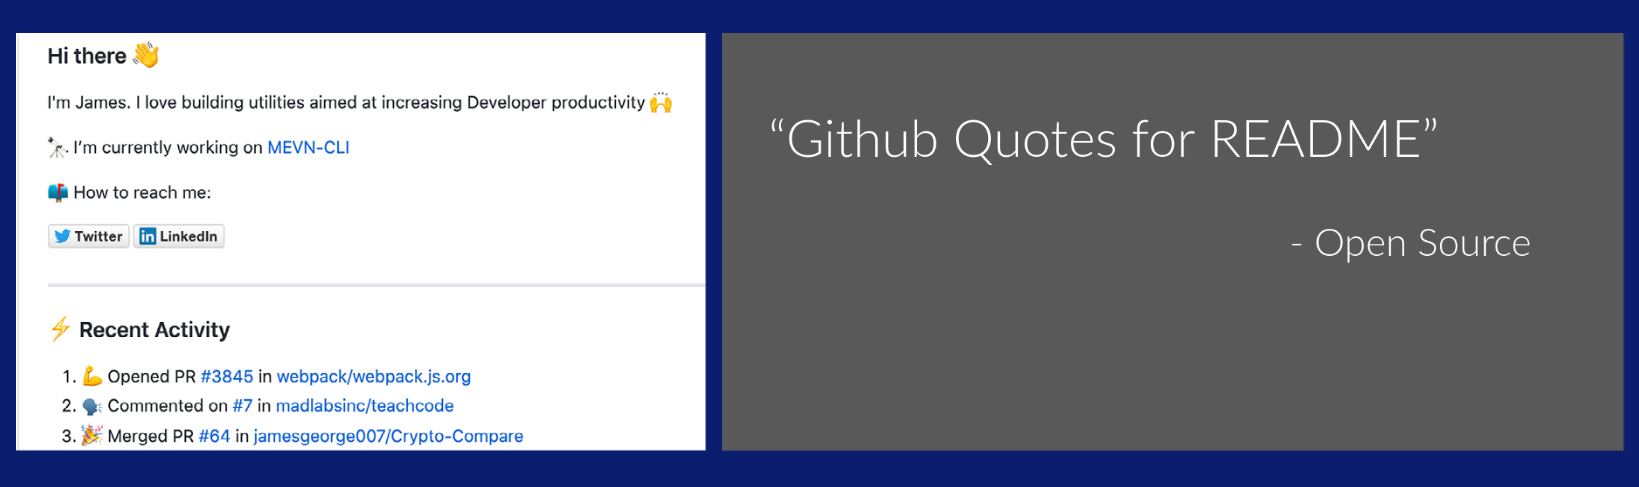 Hi there 👋
I'm James. I love building utilities aimed at increasing Developer productivity 🙌
🔭. I’m currently working on MEVN-CLI
📫 How to reach me:
Twitter LinkedIn
⚡ Recent Activity
1. 💪 Opened PR #3845 in webpack/webpack.js.org
2. 🗣 Commented on #7 in madlabsinc/teachcode
3. 🎉 Merged PR #64 in jamesgeorge007/Crypto-Compare
“Github Quotes for README”
- Open Source